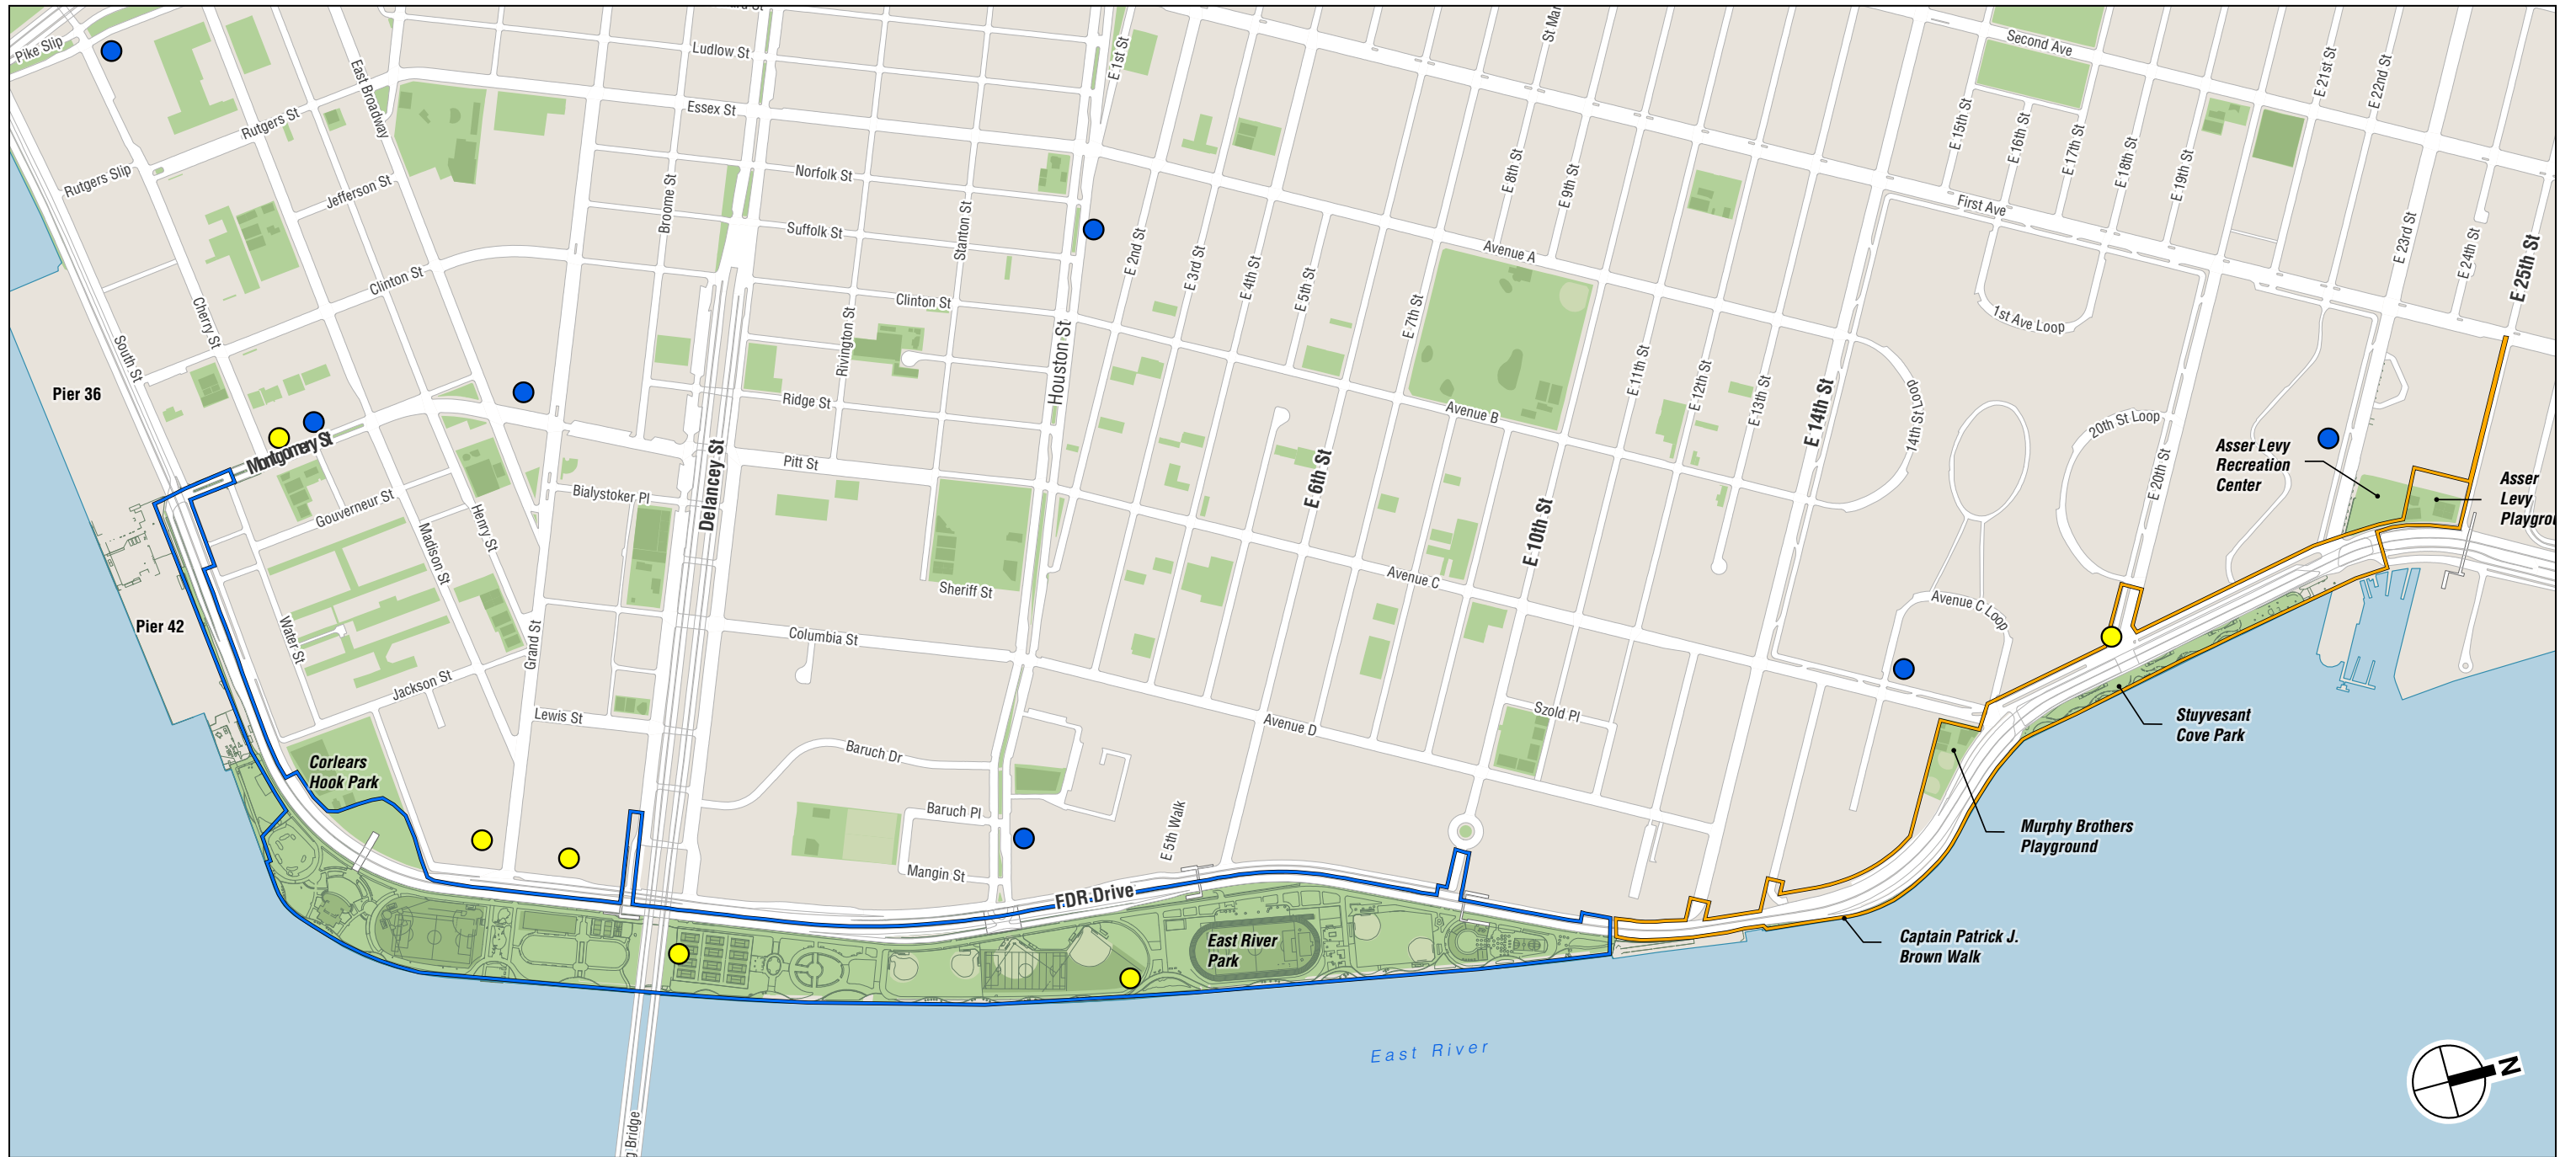 Pike Slip
Ludlow St
E 1st St
Second Ave
E 21st St
E 22nd St
East Broadway
Essex St
Rutgers St
E 15th St
E 16th St
E 17th St
E 18th St
E 19th St
Rutgers Slip
Jefferson St
Broome St
Norfolk St
Suffolk St
Stanton St
E 2nd St
E 3rd St
E 4th St
E 5th St
E 8th St
E 9th St
Avenue A
First Ave
E 23rd St
E 24th St
E 25th St
Clinton St
Clinton St
Cherry St
South St
Rivington St
Houston St
E 7th St
1st Ave Loop
Pier 36
Ridge St
Avenue B
E 11th St
E 12th St
E 13th St
E 14th St
14th St Loop
20th St Loop
Asser Levy
Recreation
Center
Montgomery St
Pitt St
Delancey St
E 6th St
E 10th St
E 20th St
Asser
Levy
Bialystoker Pl
Gouverneur St
Madison St
Henry St
Sheriff St
Avenue C
Avenue C Loop
Pier 42
Water St
Grand St
Columbia St
Jackson St
Lewis St
Avenue D
Szold Pl
Stuyvesant
Cove Park
Baruch Dr
Corlears
Hook Park
Baruch Pl
E 5th Walk
Murphy Brothers
Playground
Mangin St
FDR Drive
East River
Park
Captain Patrick J.
Brown Walk
East River
N
Bridge